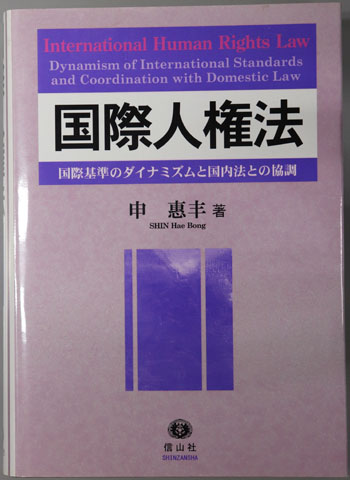 International Human Rights Law
Dynamism of International Standards
and Coordination with Domestic Law
国際人権法
国際基準のダイナミズムと国内法との協調
申 惠丰 著
SHIN Hae Bong
信山社
SHINZANSHA